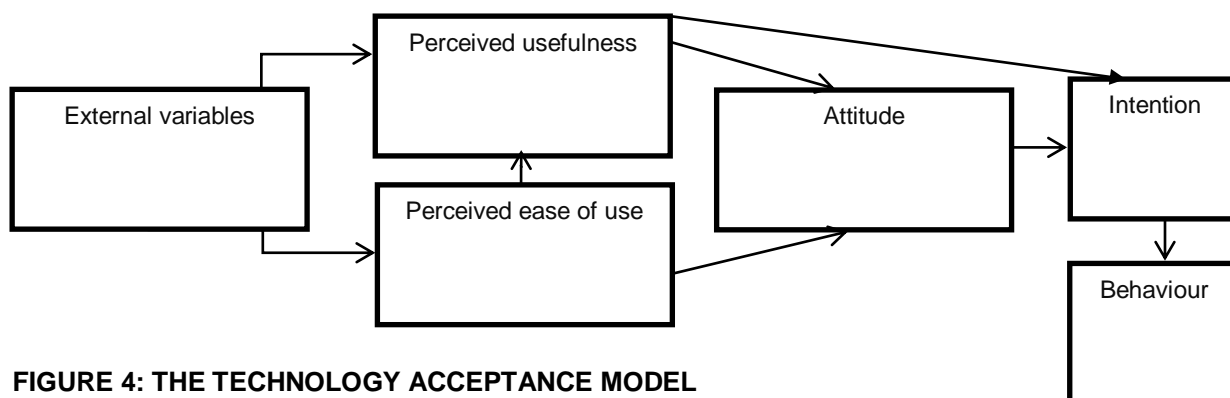 Perceived usefulness
External variables
Attitude
Intention
Perceived ease of use
Behaviour
FIGURE 4: THE TECHNOLOGY ACCEPTANCE MODEL